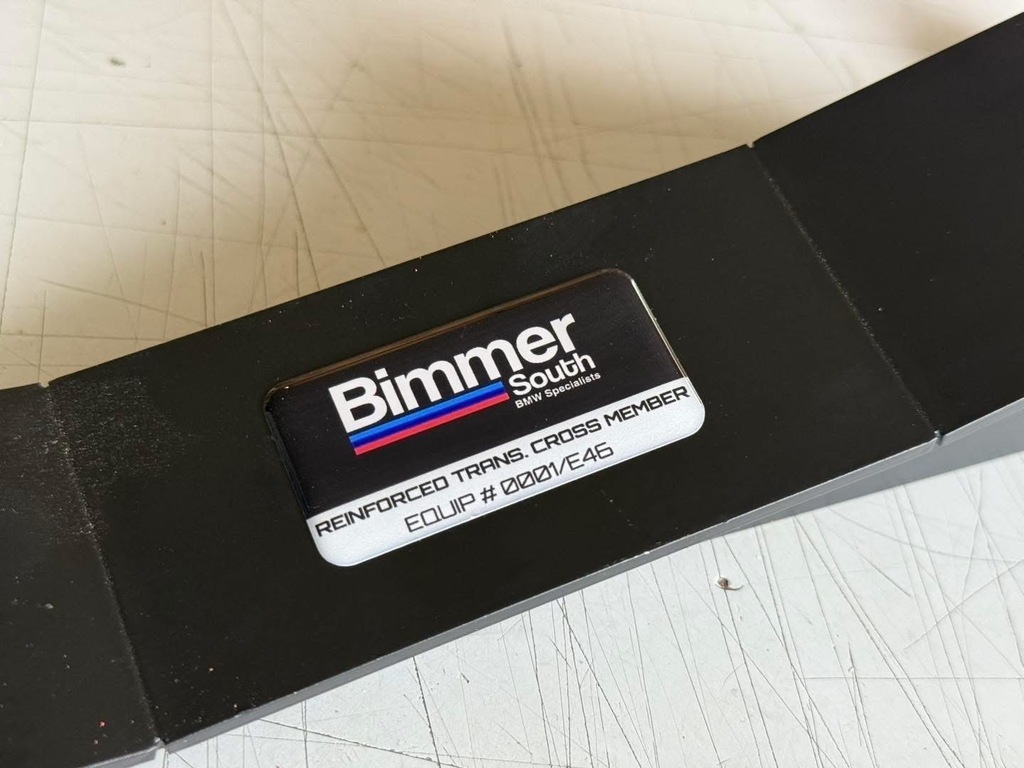 Bimmer
South
BMW Specialists
REINFORCED TRANS. CROSS MEMBER
EQUIP # 0001/E46